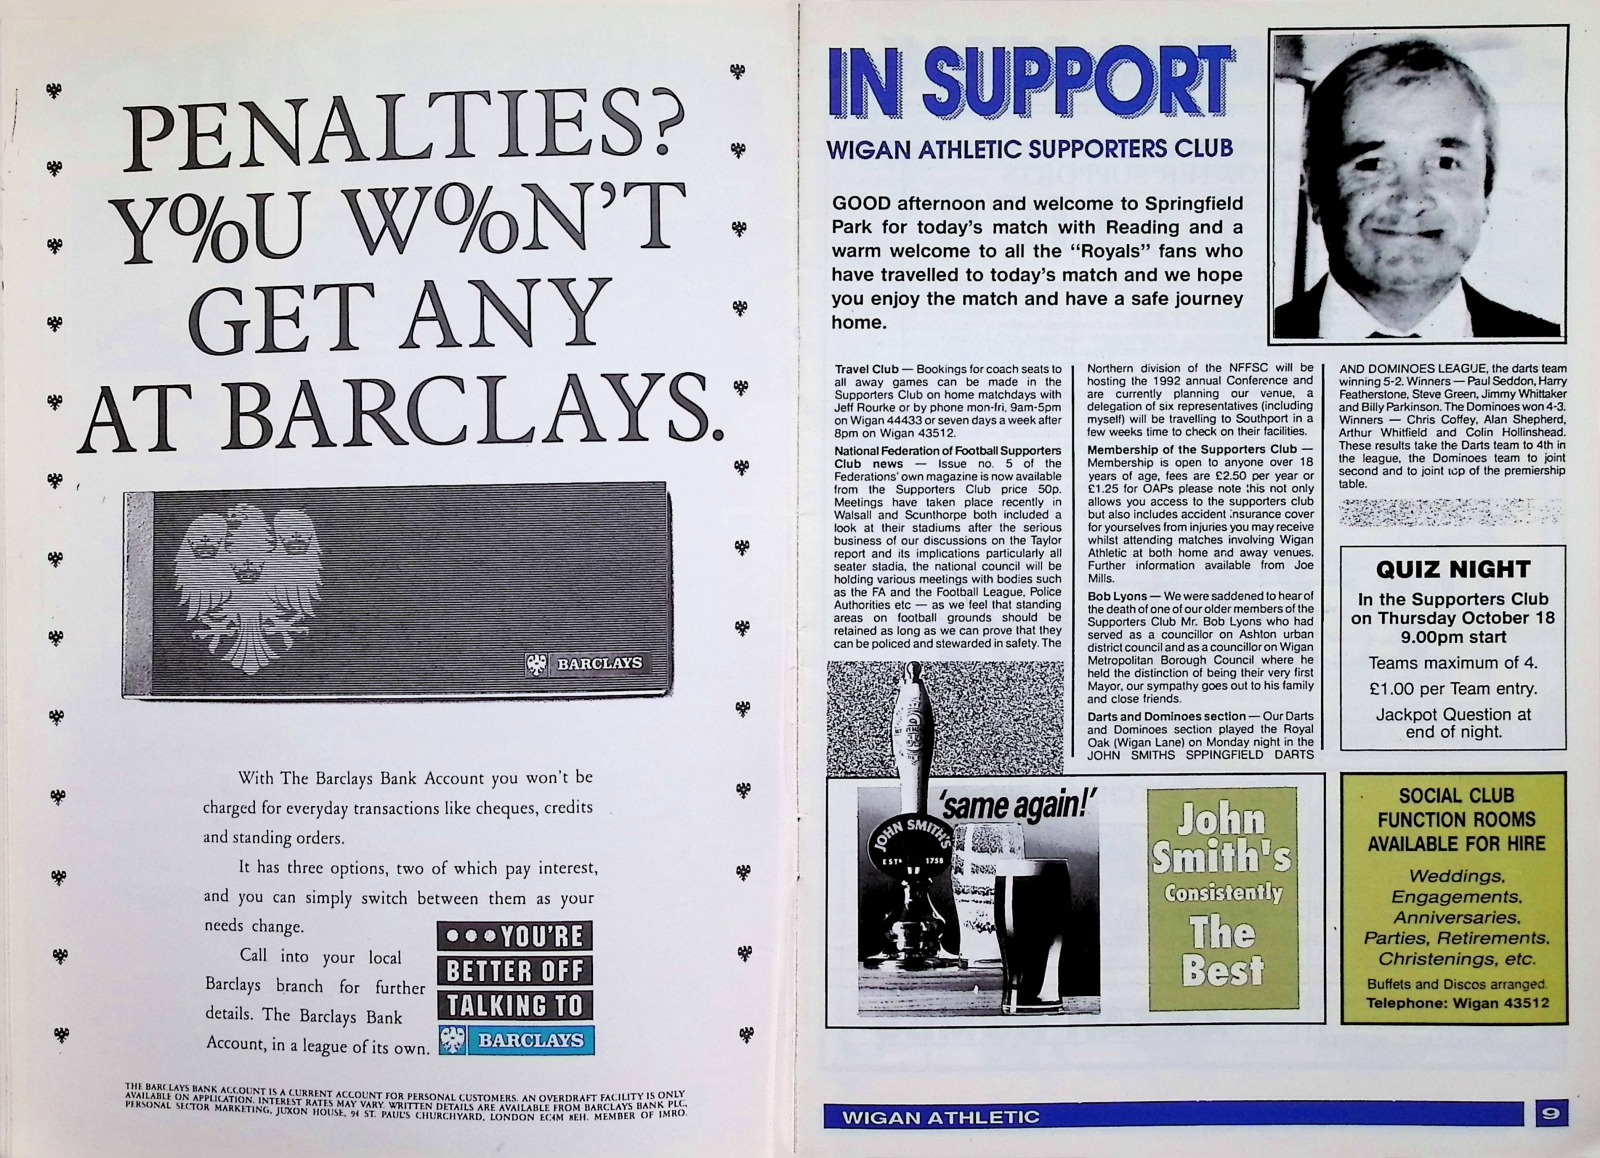 PENALTIES?
Y%U W%N'T
GET ANY
AT BARCLAYS.
BARCLAYS
With The Barclays Bank Account you won't be
charged for everyday transactions like cheques, credits
and standing orders.
It has three options, two of which pay interest,
and you can simply switch between them as your
needs change.
Call into your local
Barclays branch for further
details. The Barclays Bank
Account, in a league of its own.
•••YOU'RE
BETTER OFF
TALKING TO
BARCLAYS
THE BARCLAYS BANK ACCOUNT IS A CURRENT ACCOUNT FOR PERSONAL CUSTOMERS. AN OVERDRAFT FACILITY IS ONLY
AVAILABLE ON APPLICATION. INTEREST RATES MAY VARY. WRITTEN DETAILS ARE AVAILABLE FROM BARCLAYS BANK PLC,
PERSONAL SECTOR MARKETING, JUXON HOUSE, 94 ST. PAUL'S CHURCHYARD, LONDON EC4M 8EH. MEMBER OF IMRO.
IN SUPPORT
WIGAN ATHLETIC SUPPORTERS CLUB
GOOD afternoon and welcome to Springfield
Park for today's match with Reading and a
warm welcome to all the "Royals" fans who
have travelled to today's match and we hope
you enjoy the match and have a safe journey
home.
Travel Club — Bookings for coach seats to
all away games can be made in the
Supporters Club on home matchdays with
Jeff Rourke or by phone mon-fri, 9am-5pm
on Wigan 44433 or seven days a week after
8pm on Wigan 43512.
National Federation of Football Supporters
Club news — Issue no. 5 of the
Federations' own magazine is now available
from the Supporters Club price 50p.
Meetings have taken place recently in
Walsall and Scunthorpe both included a
look at their stadiums after the serious
business of our discussions on the Taylor
report and its implications particularly all
seater stadia, the national council will be
holding various meetings with bodies such
as the FA and the Football League, Police
Authorities etc — as we feel that standing
areas on football grounds should be
retained as long as we can prove that they
can be policed and stewarded in safety. The
Northern division of the NFFSC will be
hosting the 1992 annual Conference and
are currently planning our venue, a
delegation of six representatives (including
myself) will be travelling to Southport in a
few weeks time to check on their facilities.
Membership of the Supporters Club —
Membership is open to anyone over 18
years of age, fees are £2.50 per year or
£1.25 for OAPs please note this not only
allows you access to the supporters club
but also includes accident insurance cover
for yourselves from injuries you may receive
whilst attending matches involving Wigan
Athletic at both home and away venues.
Further information available from Joe
Mills.
Bob Lyons — We were saddened to hear of
the death of one of our older members of the
Supporters Club Mr. Bob Lyons who had
served as a councillor on Ashton urban
district council and as a councillor on Wigan
Metropolitan Borough Council where he
held the distinction of being their very first
Mayor, our sympathy goes out to his family
and close friends.
Darts and Dominoes section — Our Darts
and Dominoes section played the Royal
Oak (Wigan Lane) on Monday night in the
JOHN SMITHS SPPINGFIELD DARTS
AND DOMINOES LEAGUE, the darts team
winning 5-2. Winners — Paul Seddon, Harry
Featherstone, Steve Green, Jimmy Whittaker
and Billy Parkinson. The Dominoes won 4-3.
Winners — Chris Coffey, Alan Shepherd,
Arthur Whitfield and Colin Hollinshead.
These results take the Darts team to 4th in
the league, the Dominoes team to joint
second and to joint top of the premiership
table.
QUIZ NIGHT
In the Supporters Club
on Thursday October 18
9.00pm start
Teams maximum of 4.
£1.00 per Team entry.
Jackpot Question at
end of night.
'same again!'
JOHN SMITH'S
ESTD 1758
John
Smith's
Consistently
The
Best
SOCIAL CLUB
FUNCTION ROOMS
AVAILABLE FOR HIRE
Weddings,
Engagements,
Anniversaries,
Parties, Retirements,
Christenings, etc.
Buffets and Discos arranged.
Telephone: Wigan 43512
WIGAN ATHLETIC
9